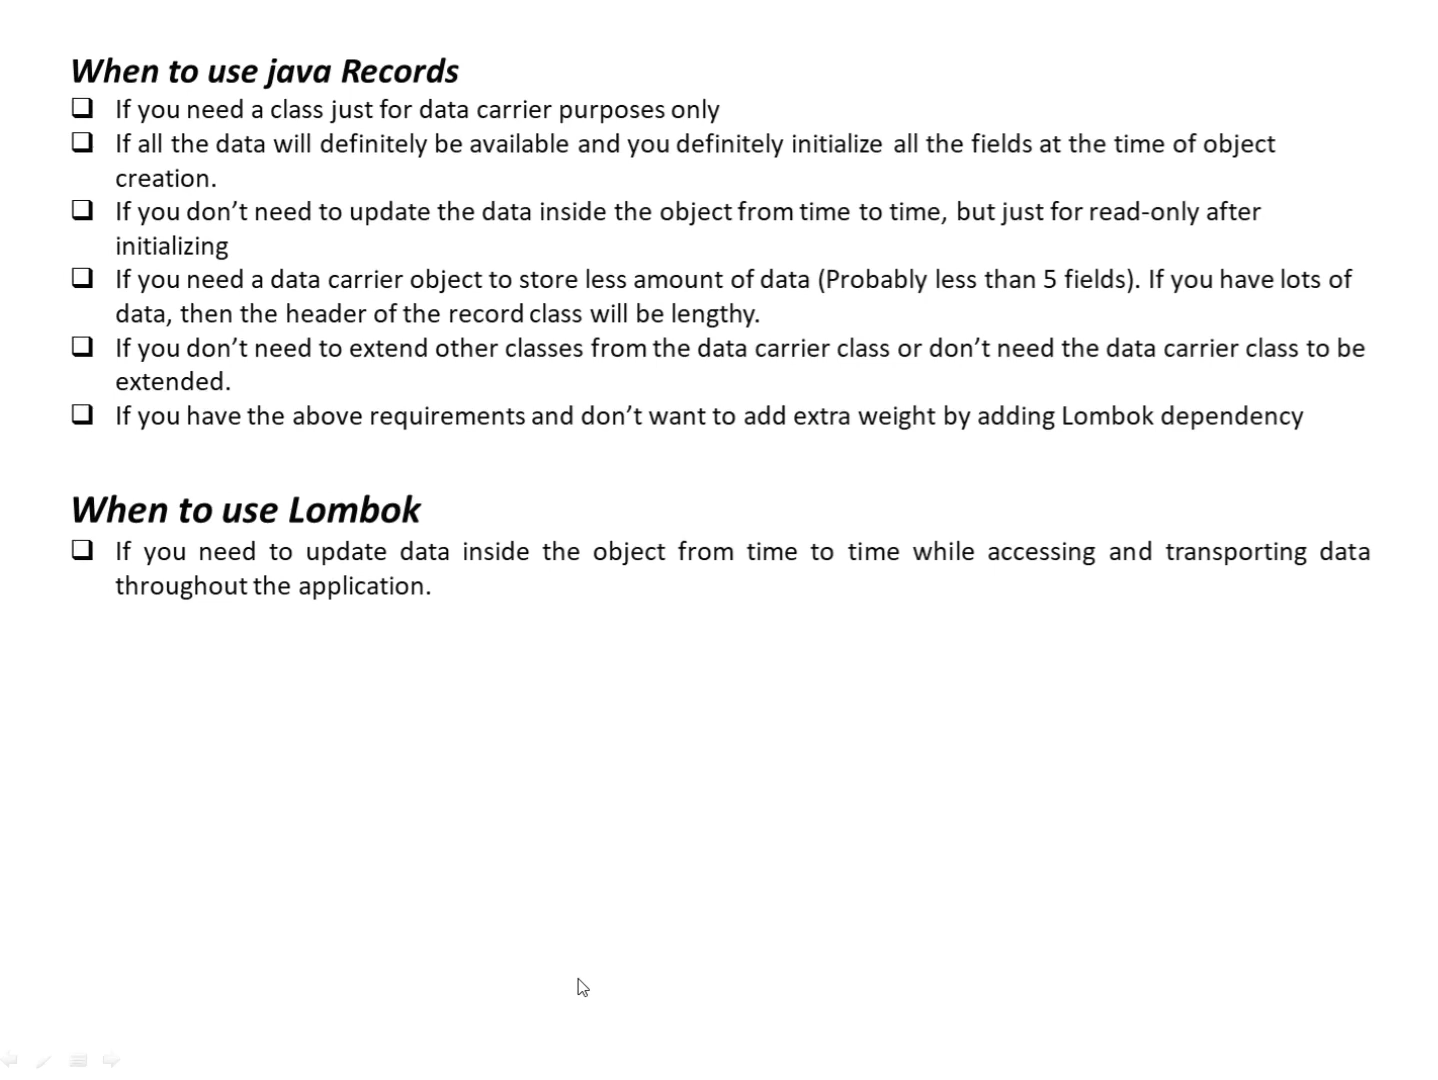 When to use java Records
❑ If you need a class just for data carrier purposes only
❑ If all the data will definitely be available and you definitely initialize all the fields at the time of object
creation.
❑ If you don’t need to update the data inside the object from time to time, but just for read-only after
initializing
❑ If you need a data carrier object to store less amount of data (Probably less than 5 fields). If you have lots of
data, then the header of the record class will be lengthy.
❑ If you don’t need to extend other classes from the data carrier class or don’t need the data carrier class to be
extended.
❑ If you have the above requirements and don’t want to add extra weight by adding Lombok dependency
When to use Lombok
❑ If you need to update data inside the object from time to time while accessing and transporting data
throughout the application.